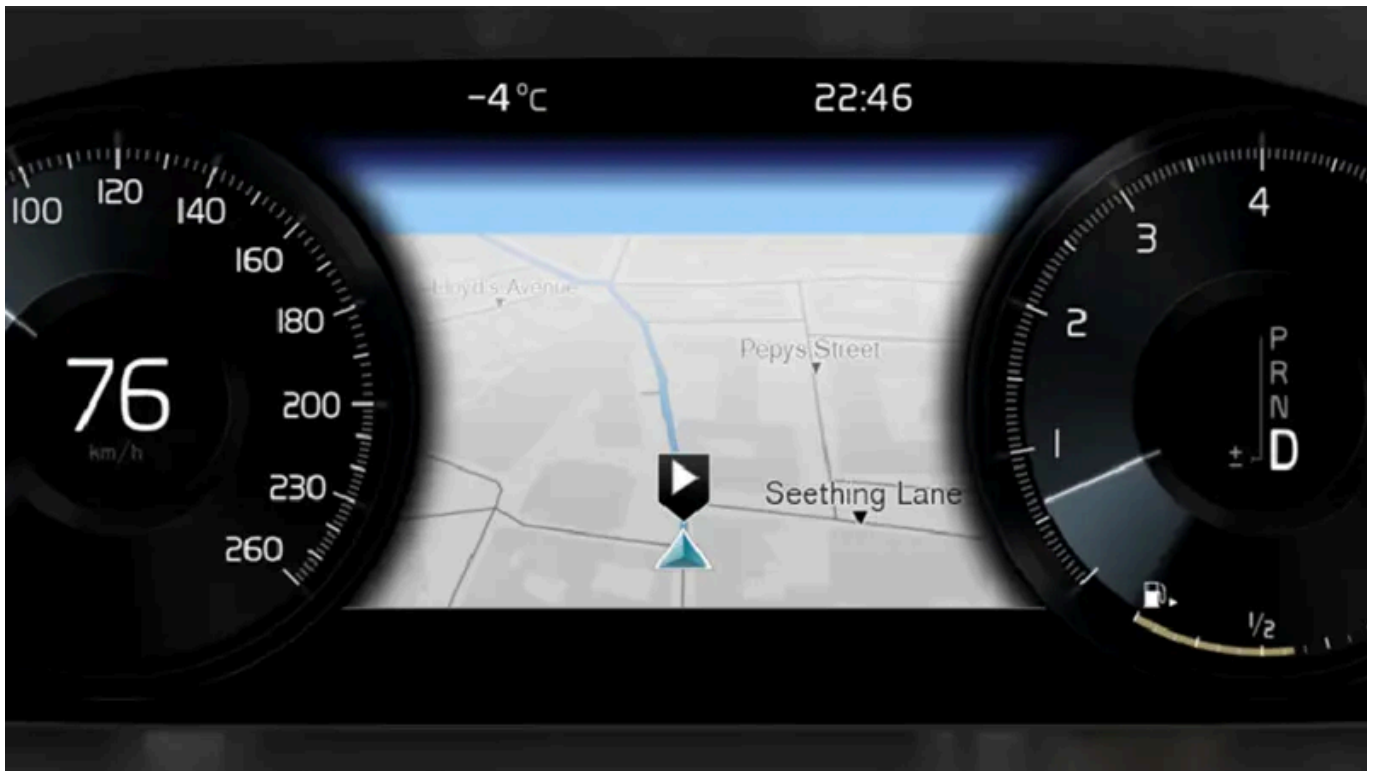 -4°C
22:46
100
120
140
160
180
200
230
260
76
km/h
Lloyd's Avenue
Pepys Street
Seething Lane
4
3
2
1
P
R
N
± D
1/2